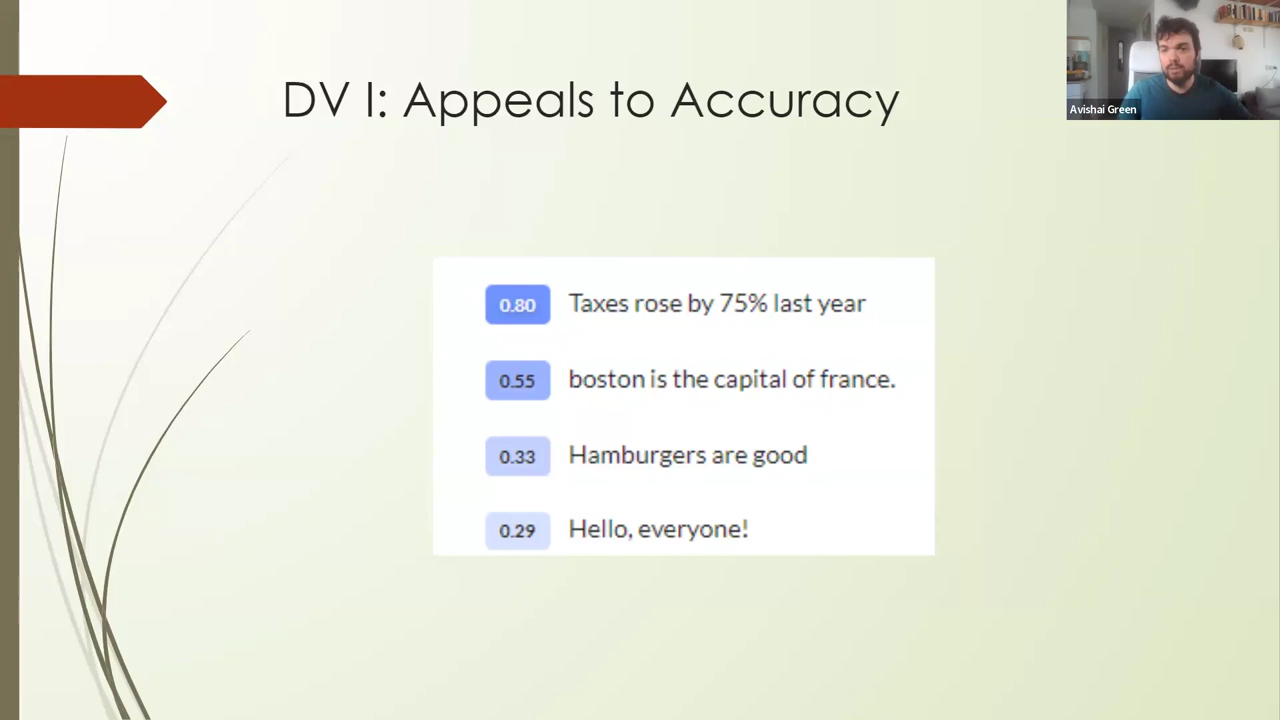 DV I: Appeals to Accuracy
Avishai Green
0.80 Taxes rose by 75% last year
0.55 boston is the capital of france.
0.33 Hamburgers are good
0.29 Hello, everyone!